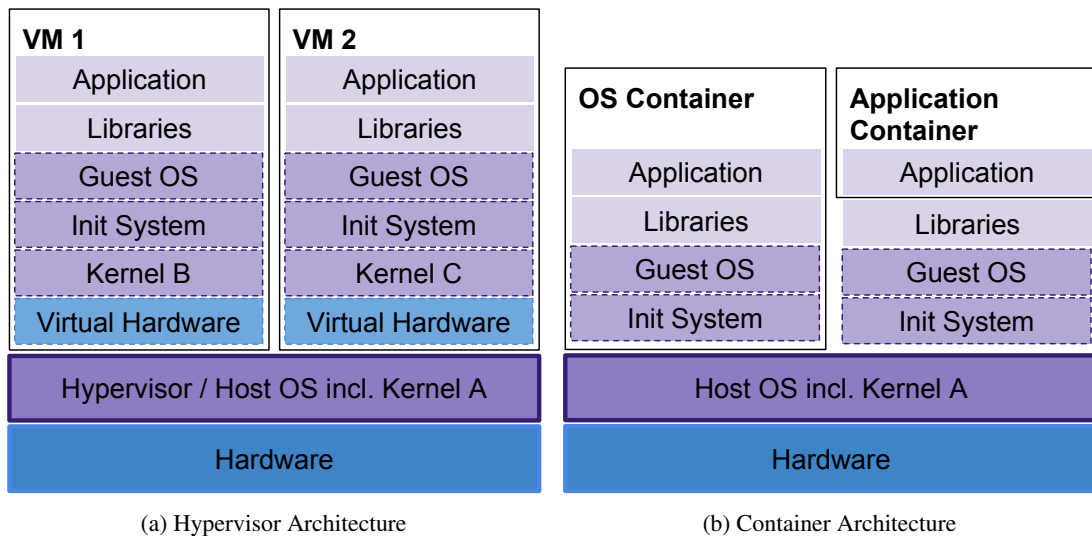 VM 1
Application
Libraries
Guest OS
Init System
Kernel B
Virtual Hardware
VM 2
Application
Libraries
Guest OS
Init System
Kernel C
Virtual Hardware
Hypervisor / Host OS incl. Kernel A
Hardware
(a) Hypervisor Architecture
OS Container
Application
Libraries
Guest OS
Init System
Application
Container
Application
Libraries
Guest OS
Init System
Host OS incl. Kernel A
Hardware
(b) Container Architecture